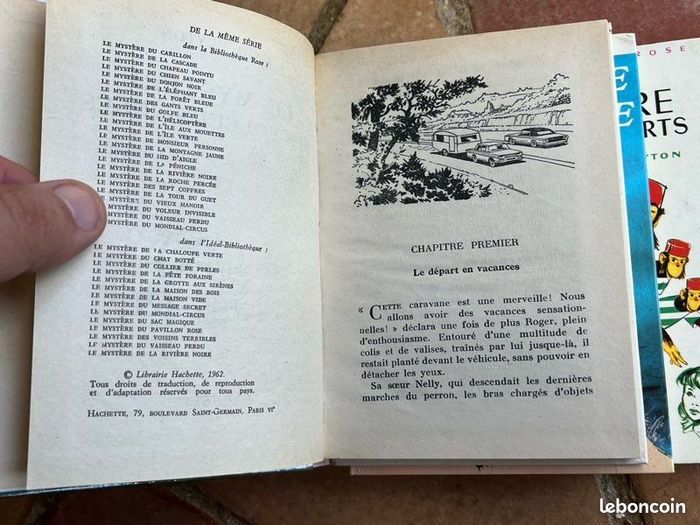 DE LA MÊME SÉRIE
dans la Bibliothèque Rose :
LE MYSTÈRE DU CARILLON
LE MYSTÈRE DE LA CASCADE
LE MYSTÈRE DU CHAPEAU POINTU
LE MYSTÈRE DU CHIEN SAVANT
LE MYSTÈRE DU DONJON NOIR
LE MYSTÈRE DE L'ÉLÉPHANT BLEU
LE MYSTÈRE DE LA FORÊT BLEUE
LE MYSTÈRE DES GANTS VERTS
LE MYSTÈRE DU GOLFE BLEU
LE MYSTÈRE DE L'HÉLICOPTÈRE
LE MYSTÈRE DE L'ÎLE AUX MOUETTES
LE MYSTÈRE DE L'ÎLE VERTE
LE MYSTÈRE DE MONSIEUR PERSONNE
LE MYSTÈRE DE LA MONTAGNE JAUNE
LE MYSTÈRE DU NID D'AIGLE
LE MYSTÈRE DE LA PÉNICHE
LE MYSTÈRE DE LA RIVIÈRE NOIRE
LE MYSTÈRE DE LA ROCHE PERCÉE
LE MYSTÈRE DES SEPT COFFRES
LE MYSTÈRE DE LA TOUR DU GUET
LE MYSTÈRE DU VIEUX MANOIR
LE MYSTÈRE DU VOLEUR INVISIBLE
LE MYSTÈRE DU VAISSEAU PERDU
LE MYSTÈRE DU MONDIAL-CIRCUS
dans l'Idéal-Bibliothèque :
LE MYSTÈRE DE LA CHALOUPE VERTE
LE MYSTÈRE DU CHAT BOTTÉ
LE MYSTÈRE DU COLLIER DE PERLES
LE MYSTÈRE DE LA FÊTE FORAINE
LE MYSTÈRE DE LA GROTTE AUX SIRÈNES
LE MYSTÈRE DE LA MAISON DES BOIS
LE MYSTÈRE DE LA MAISON VIDE
LE MYSTÈRE DU MESSAGE SECRET
LE MYSTÈRE DU MONDIAL-CIRCUS
LE MYSTÈRE DU SAC MAGIQUE
LE MYSTÈRE DU PAVILLON ROSE
LE MYSTÈRE DES VOISINS TERRIBLES
LE MYSTÈRE DU VAISSEAU PERDU
LE MYSTÈRE DE LA RIVIÈRE NOIRE
© Librairie Hachette, 1962.
Tous droits de traduction, de reproduction
et d'adaptation réservés pour tous pays.
HACHETTE, 79, BOULEVARD SAINT-GERMAIN, PARIS VIᵉ
CHAPITRE PREMIER
Le départ en vacances
« CETTE caravane est une merveille! Nous
allons avoir des vacances sensation-
nelles! » déclara une fois de plus Roger, plein
d'enthousiasme. Entouré d'une multitude de
colis et de valises, traînés par lui jusque-là, il
restait planté devant le véhicule, sans pouvoir en
détacher les yeux.
Sa sœur Nelly, qui descendait les dernières
marches du perron, les bras chargés d'objets
E
E
ROSE
RE
ERTS
YTON
leboncoin